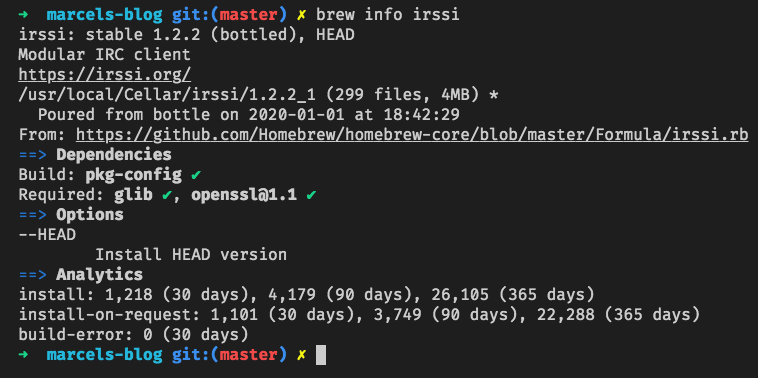 ➜  marcels-blog git:(master) ✗ brew info irssi
irssi: stable 1.2.2 (bottled), HEAD
Modular IRC client
https://irssi.org/
/usr/local/Cellar/irssi/1.2.2_1 (299 files, 4MB) *
  Poured from bottle on 2020-01-01 at 18:42:29
From: https://github.com/Homebrew/homebrew-core/blob/master/Formula/irssi.rb
==> Dependencies
Build: pkg-config ✔
Required: glib ✔, openssl@1.1 ✔
==> Options
--HEAD
        Install HEAD version
==> Analytics
install: 1,218 (30 days), 4,179 (90 days), 26,105 (365 days)
install-on-request: 1,101 (30 days), 3,749 (90 days), 22,288 (365 days)
build-error: 0 (30 days)
➜  marcels-blog git:(master) ✗